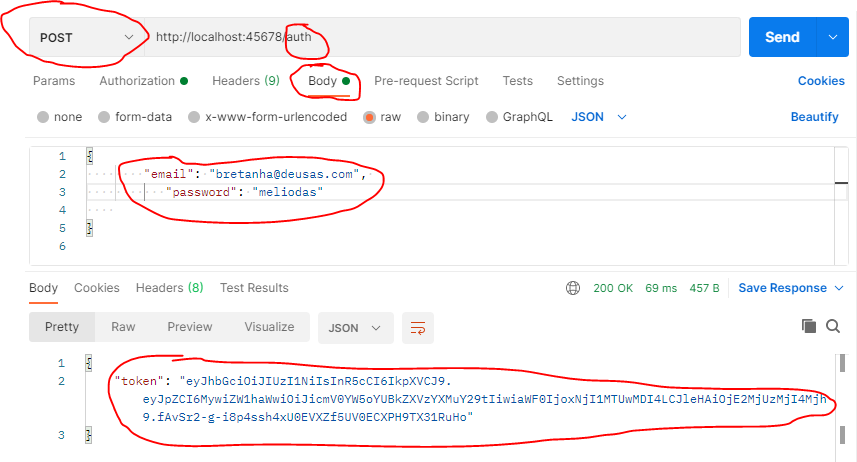 POST http://localhost:45678/auth Send
Params Authorization Headers (9) Body Pre-request Script Tests Settings Cookies
none form-data x-www-form-urlencoded raw binary GraphQL JSON Beautify
1 {
2 "email": "bretanha@deusas.com",
3 "password": "meliodas"
4
5 }
6
Body Cookies Headers (8) Test Results 200 OK 69 ms 457 B Save Response
Pretty Raw Preview Visualize JSON
1 {
2 "token": "eyJhbGciOiJIUzI1NiIsInR5cCI6IkpXVCJ9.
eyJpZCI6MywiZW1haWwiOiJicmV0YW5oYUBkZXVzYXMuY29tIiwiaWF0IjoxNjI1MTUwMDI4LCJleHAiOjE2MjUzMjI4Mjh
9.fAvSr2-g-i8p4ssh4xU0EVXZf5UV0ECXPH9TX31RuHo"
3 }